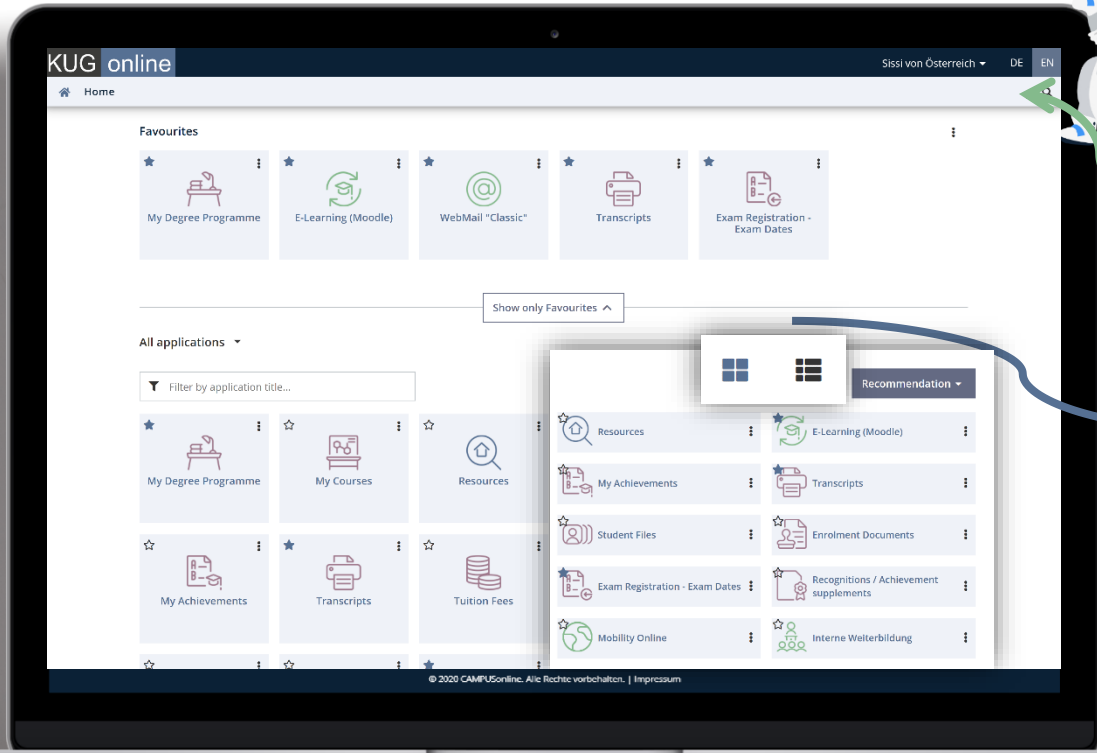 KUG online
Sissi von Österreich
DE
EN
Home
Favourites
My Degree Programme
E-Learning (Moodle)
WebMail "Classic"
Transcripts
Exam Registration -
Exam Dates
Show only Favourites
All applications
Filter by application title...
My Degree Programme
My Courses
Resources
My Achievements
Transcripts
Tuition Fees
Recommendation
Resources
E-Learning (Moodle)
My Achievements
Transcripts
Student Files
Enrolment Documents
Exam Registration - Exam Dates
Recognitions / Achievement
supplements
Mobility Online
Interne Weiterbildung
© 2020 CAMPUSonline. Alle Rechte vorbehalten. | Impressum